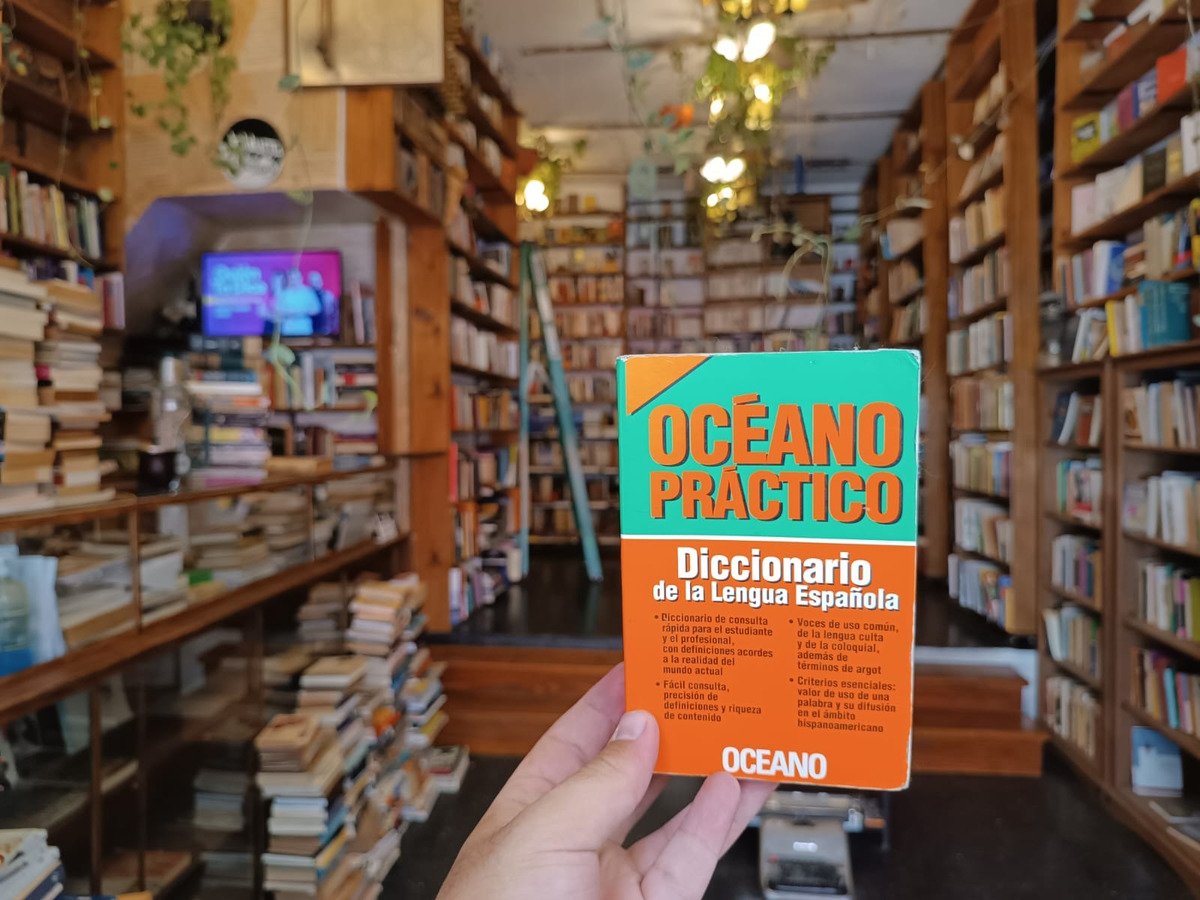 OCÉANO
PRÁCTICO
Diccionario
de la Lengua Española
• Diccionario de consulta
rápida para el estudiante
y el profesional,
con definiciones acordes
a la realidad del
mundo actual
• Fácil consulta,
precisión de
definiciones y riqueza
de contenido
• Voces de uso común,
de la lengua culta
y de la coloquial,
además de
términos de argot
• Criterios esenciales:
valor de uso de una
palabra y su difusión
en el ámbito
hispanoamericano
OCEANO